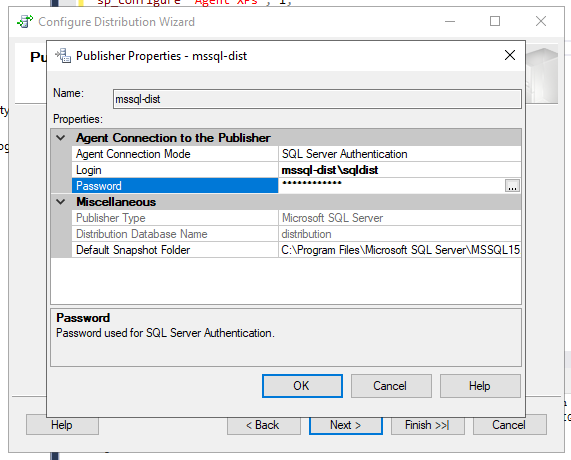 sp_configure 'Agent XPs', 1;
Configure Distribution Wizard
Pu
Publisher Properties - mssql-dist
Name:
mssql-dist
Properties:
Agent Connection to the Publisher
Agent Connection Mode SQL Server Authentication
Login mssql-dist\sqldist
Password ************ ...
Miscellaneous
Publisher Type Microsoft SQL Server
Distribution Database Name distribution
Default Snapshot Folder C:\Program Files\Microsoft SQL Server\MSSQL15
Password
Password used for SQL Server Authentication.
OK Cancel Help
Help < Back Next > Finish >>| Cancel